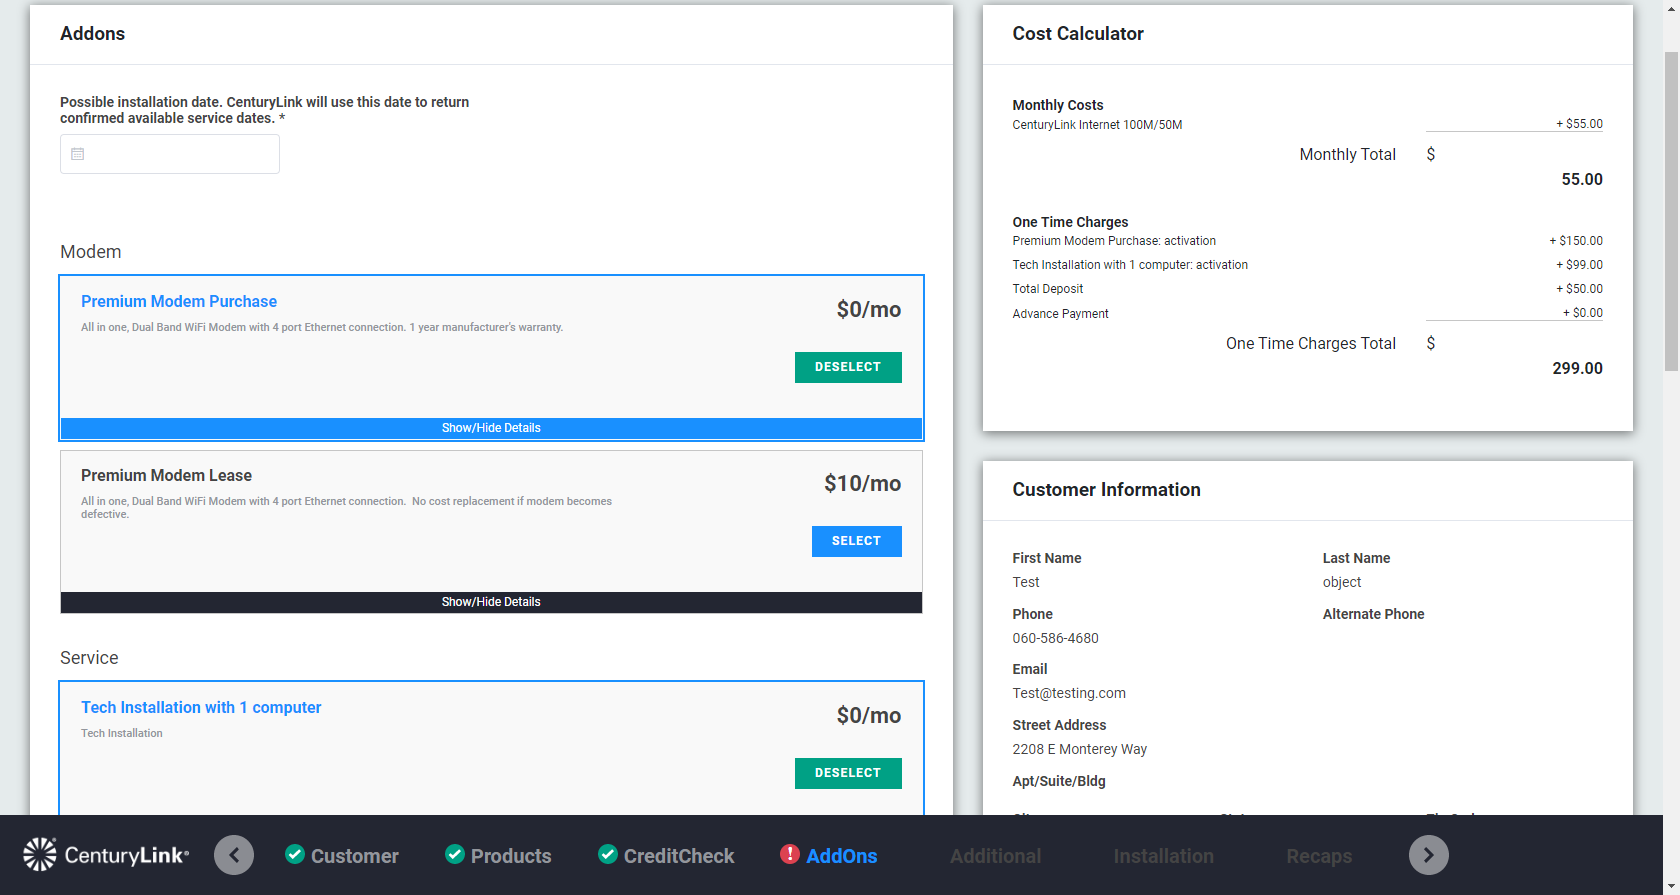 Addons
Possible installation date. CenturyLink will use this date to return
confirmed available service dates. *
Modem
Premium Modem Purchase
$0/mo
All in one, Dual Band WiFi Modem with 4 port Ethernet connection. 1 year manufacturer's warranty.
DESELECT
Show/Hide Details
Premium Modem Lease
$10/mo
All in one, Dual Band WiFi Modem with 4 port Ethernet connection.  No cost replacement if modem becomes
defective.
SELECT
Show/Hide Details
Service
Tech Installation with 1 computer
$0/mo
Tech Installation
DESELECT
Cost Calculator
Monthly Costs
CenturyLink Internet 100M/50M + $55.00
Monthly Total $
55.00
One Time Charges
Premium Modem Purchase: activation + $150.00
Tech Installation with 1 computer: activation + $99.00
Total Deposit + $50.00
Advance Payment + $0.00
One Time Charges Total $
299.00
Customer Information
First Name Last Name
Test object
Phone Alternate Phone
060-586-4680
Email
Test@testing.com
Street Address
2208 E Monterey Way
Apt/Suite/Bldg
CenturyLink® Customer Products CreditCheck AddOns Additional Installation Recaps